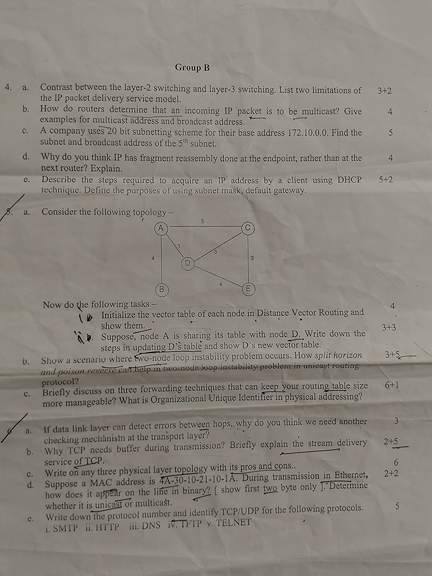 Group B
4. a. Contrast between the layer-2 switching and layer-3 switching. List two limitations of 3+2
the IP packet delivery service model.
b. How do routers determine that an incoming IP packet is to be multicast? Give 4
examples for multicast address and broadcast address.
c. A company uses 20 bit subnetting scheme for their base address 172.10.0.0. Find the 5
subnet and broadcast address of the 5th subnet.
d. Why do you think IP has fragment reassembly done at the endpoint, rather than at the 4
next router? Explain.
e. Describe the steps required to acquire an IP address by a client using DHCP 5+2
technique. Define the purposes of using subnet mask, default gateway.
5. a. Consider the following topology –
5
A C
3
4 5 8
D
4
B E
Now do the following tasks – 4
Initialize the vector table of each node in Distance Vector Routing and
show them.
Suppose, node A is sharing its table with node D. Write down the 3+3
steps in updating D's table and show D's new vector table.
b. Show a scenario where two-node loop instability problem occurs. How split horizon 3+5
and poison reverse can help in two-node loop instability problem in unicast routing
protocol?
c. Briefly discuss on three forwarding techniques that can keep your routing table size 6+1
more manageable? What is Organizational Unique Identifier in physical addressing?
6. a. If data link layer can detect errors between hops, why do you think we need another 3
checking mechanism at the transport layer?
b. Why TCP needs buffer during transmission? Briefly explain the stream delivery 2+5
service of TCP.
c. Write on any three physical layer topology with its pros and cons.. 6
d. Suppose a MAC address is 4A-30-10-21-10-1A. During transmission in Ethernet, 2+2
how does it appear on the line in binary? [ show first two byte only ]. Determine
whether it is unicast or multicast.
e. Write down the protocol number and identify TCP/UDP for the following protocols. 5
i. SMTP ii. HTTP iii. DNS iv. TFTP v. TELNET